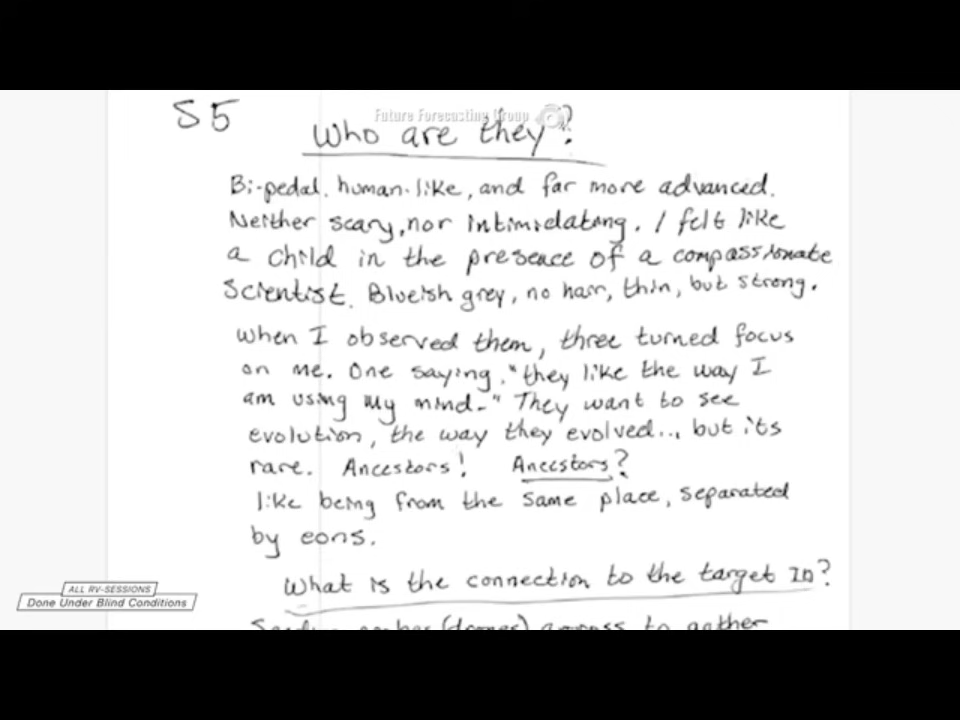 S5
Future Forecasting Group
Who are they?
Bi-pedal. human-like, and far more advanced.
Neither scary, nor intimidating. I felt like
a child in the presence of a compassionate
scientist. Blueish grey, no hair, thin, but strong.
When I observed them, three turned focus
on me. One saying, "they like the way I
am using my mind." They want to see
evolution, the way they evolved... but its
rare. Ancestors! Ancestors?
like being from the same place, separated
by eons.
What is the connection to the target ID?
ALL RV-SESSIONS
Done Under Blind Conditions
(drones) across to gather